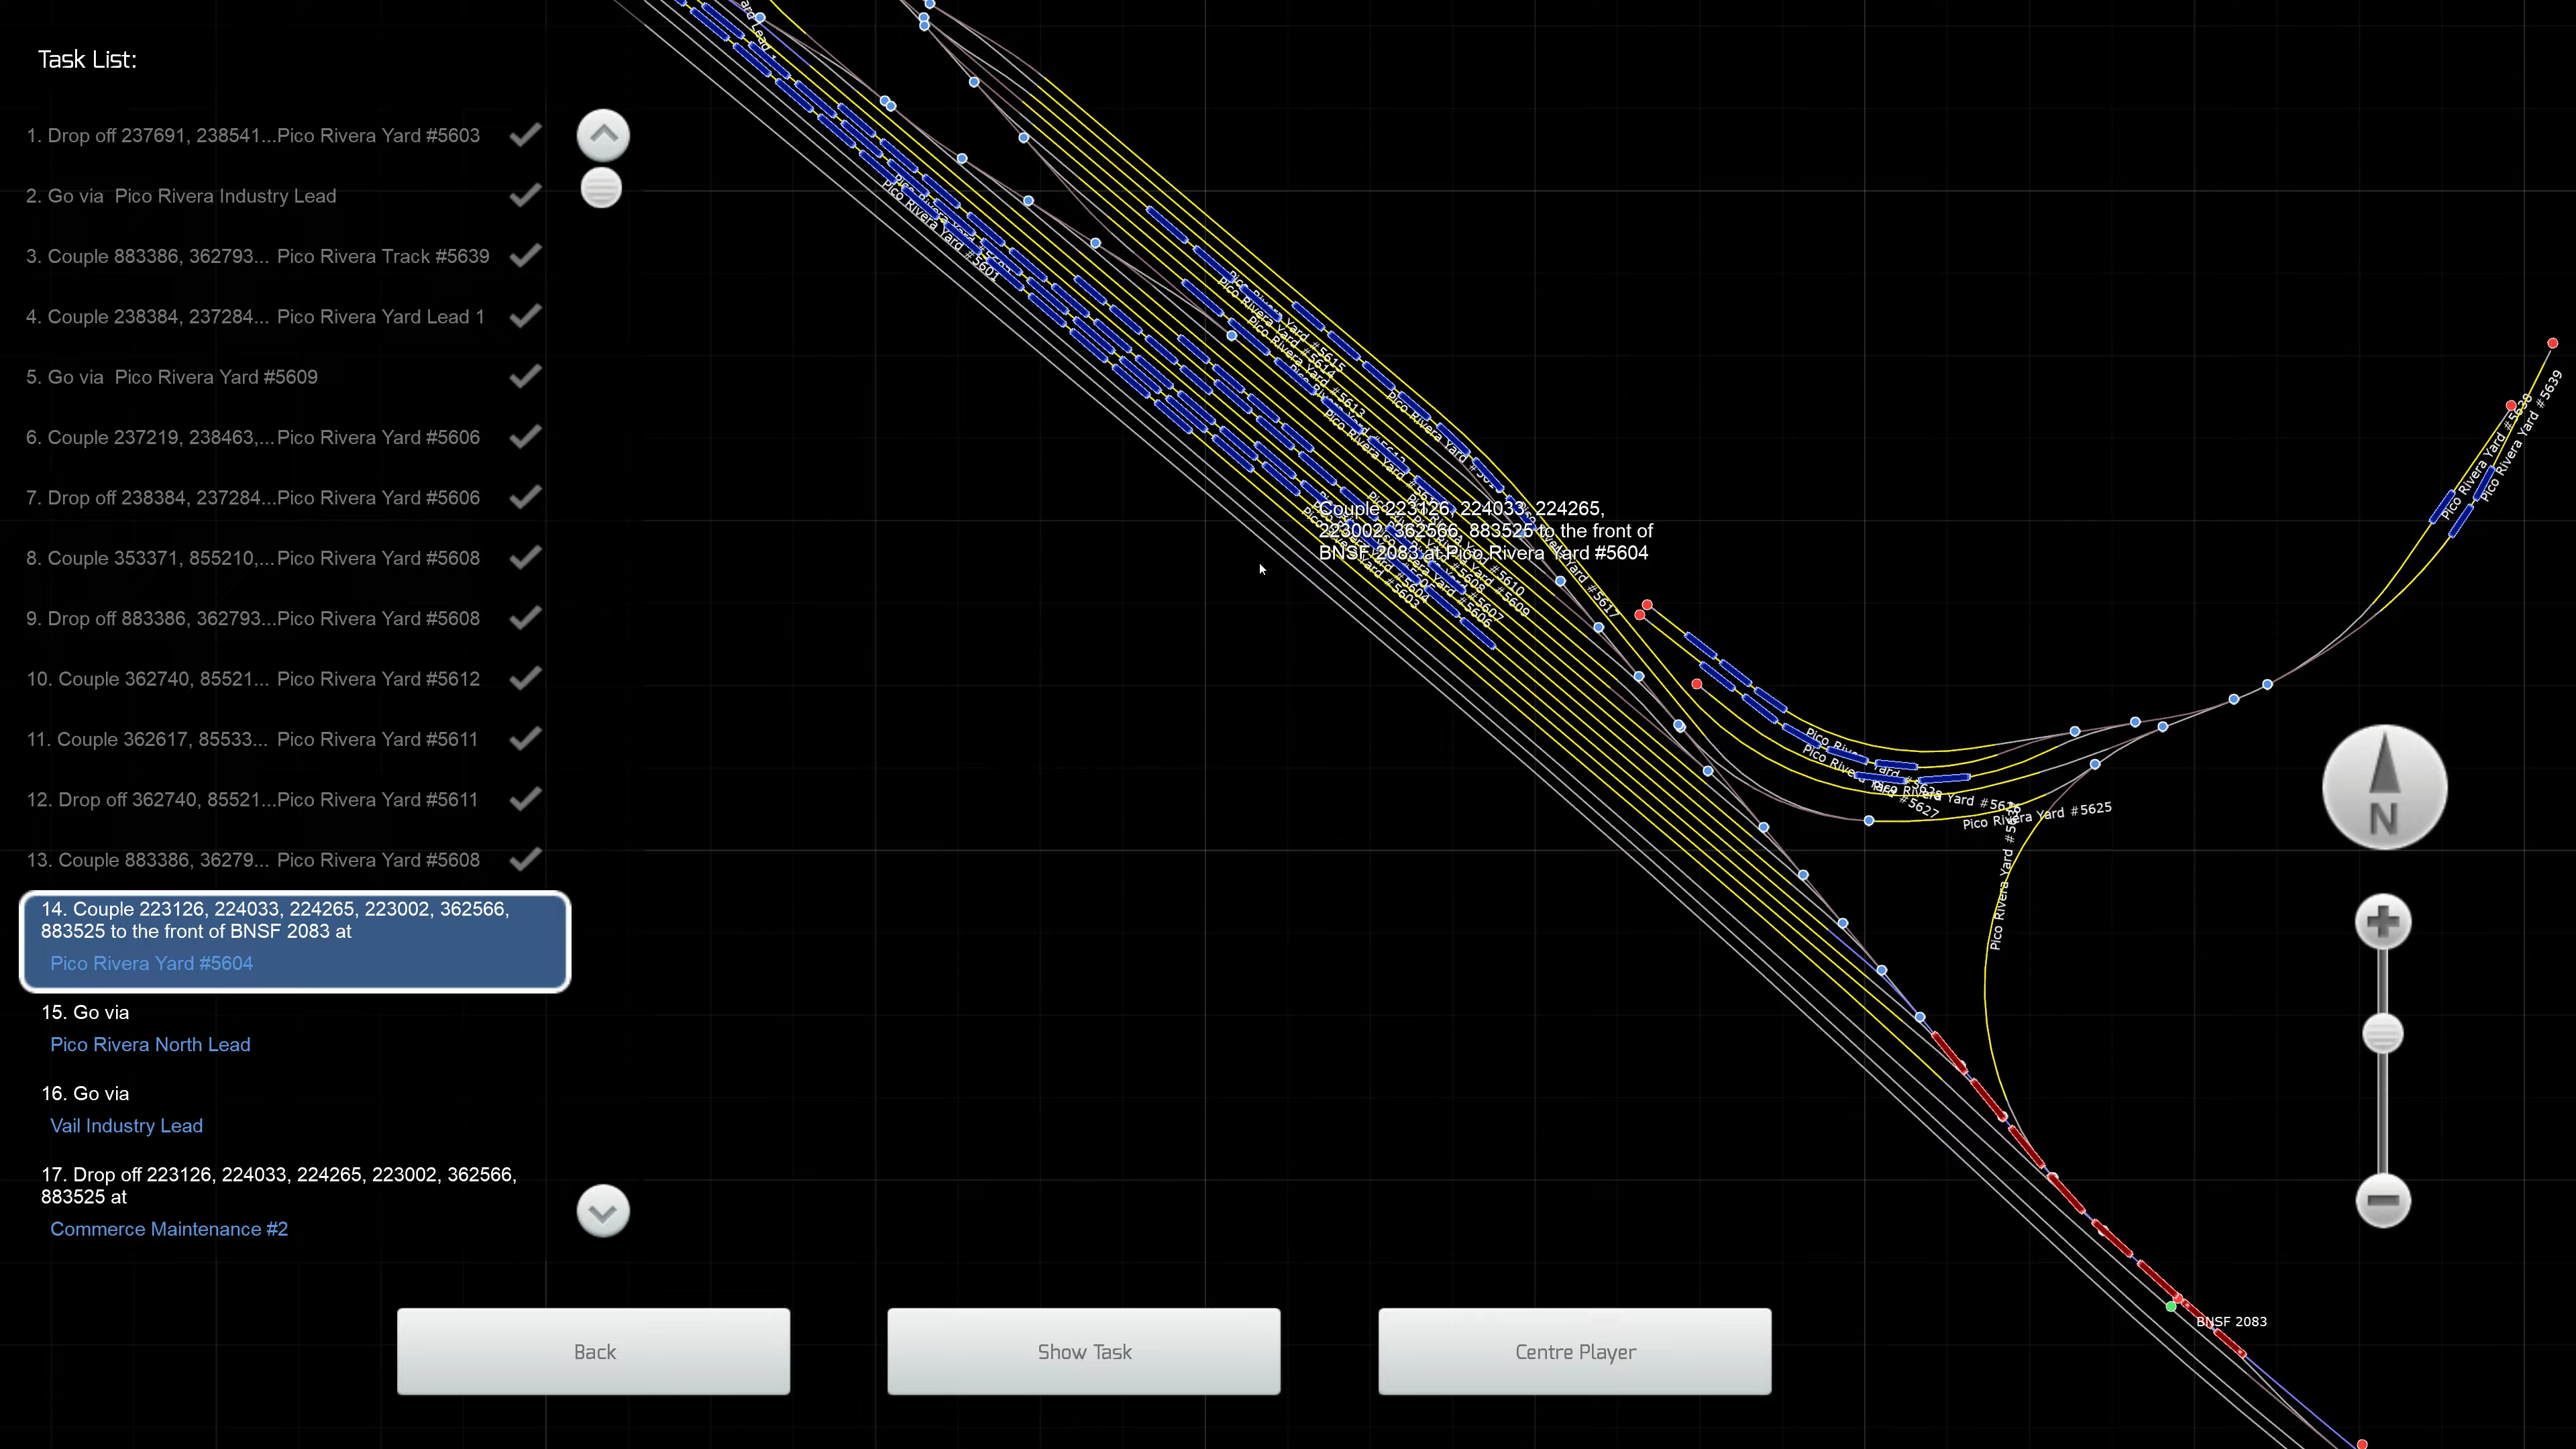 Task List:
1. Drop off 237691, 238541...Pico Rivera Yard #5603
2. Go via Pico Rivera Industry Lead
3. Couple 883386, 362793... Pico Rivera Track #5639
4. Couple 238384, 237284... Pico Rivera Yard Lead 1
5. Go via Pico Rivera Yard #5609
6. Couple 237219, 238463,...Pico Rivera Yard #5606
7. Drop off 238384, 237284...Pico Rivera Yard #5606
8. Couple 353371, 855210,...Pico Rivera Yard #5608
9. Drop off 883386, 362793...Pico Rivera Yard #5608
10. Couple 362740, 85521... Pico Rivera Yard #5612
11. Couple 362617, 85533... Pico Rivera Yard #5611
12. Drop off 362740, 85521...Pico Rivera Yard #5611
13. Couple 883386, 36279... Pico Rivera Yard #5608
14. Couple 223126, 224033, 224265, 223002, 362566,
883525 to the front of BNSF 2083 at
Pico Rivera Yard #5604
15. Go via
Pico Rivera North Lead
16. Go via
Vail Industry Lead
17. Drop off 223126, 224033, 224265, 223002, 362566,
883525 at
Commerce Maintenance #2
Back
Show Task
Centre Player
Couple 223126, 224033, 224265,
223002, 362566, 883525 to the front of
BNSF 2083 at Pico Rivera Yard #5604
Pico Rivera Yard #5601
Pico Rivera Yard #5639
Pico Rivera Yard #5625
BNSF 2083
N